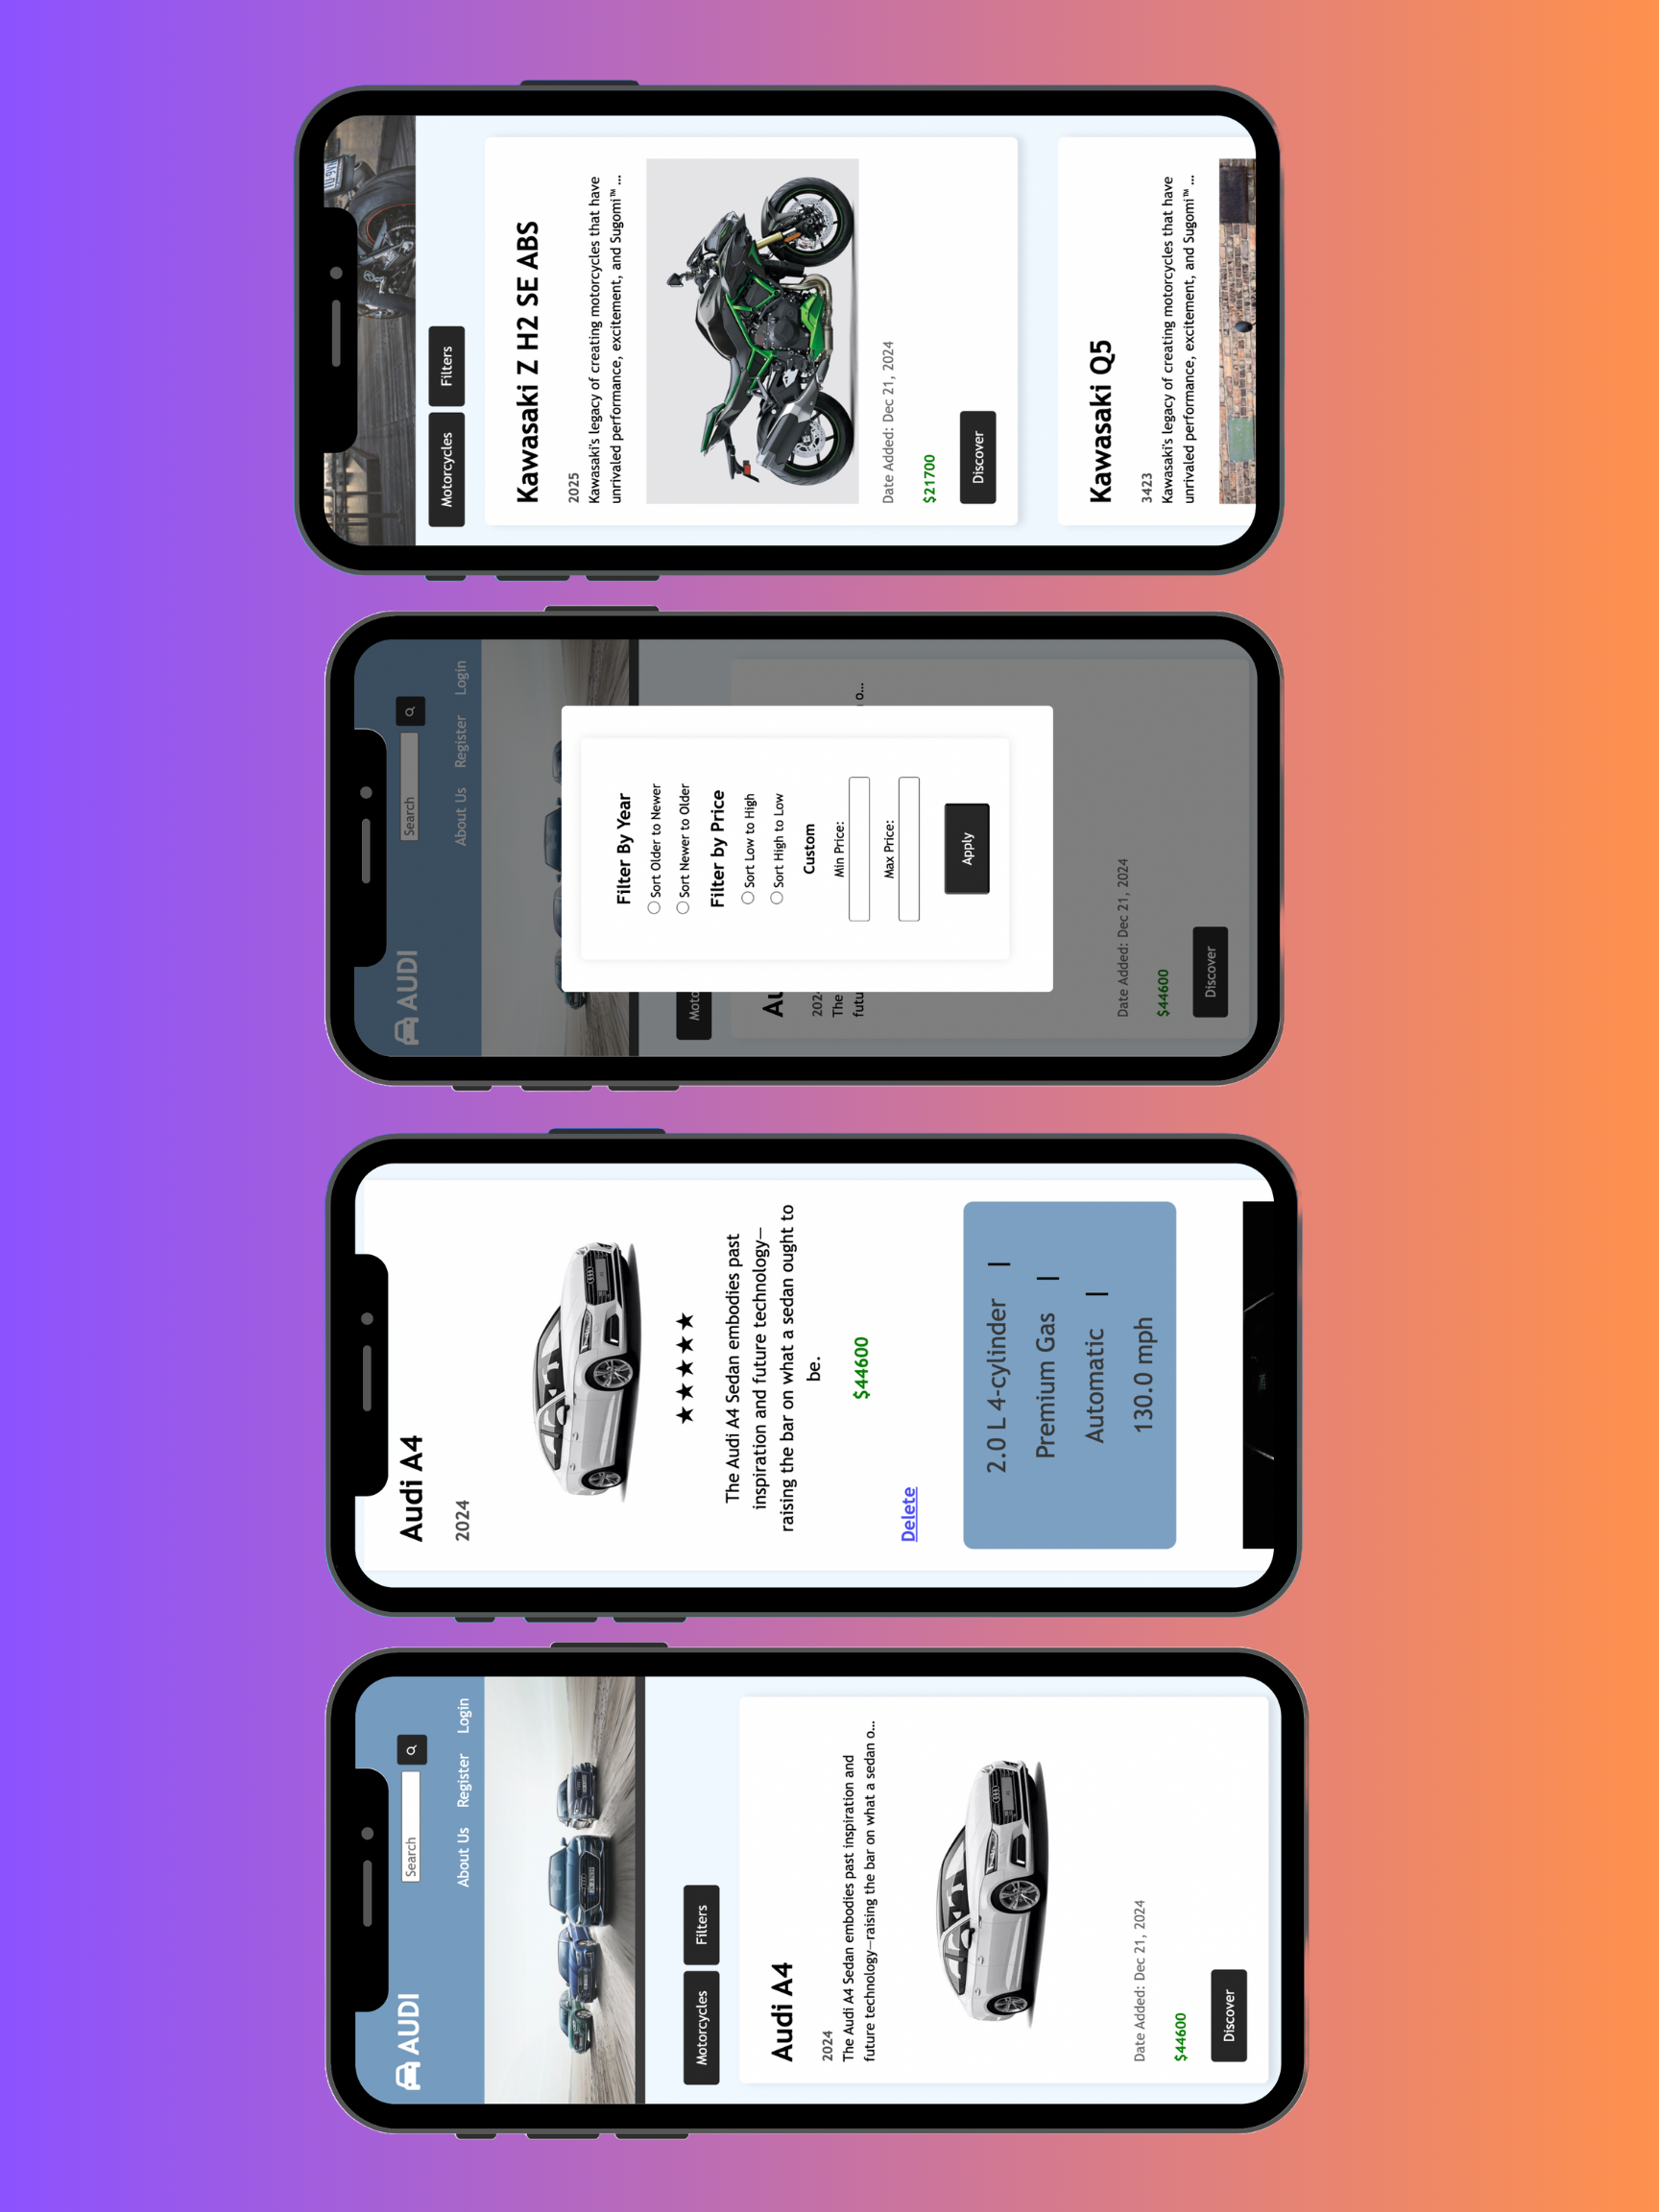 AUDI
Search
About Us Register Login
Motorcycles Filters
Audi A4
2024
The Audi A4 Sedan embodies past inspiration and
future technology—raising the bar on what a sedan o...
Date Added: Dec 21, 2024
$44600
Discover
Audi A4
2024
★★★★★
The Audi A4 Sedan embodies past
inspiration and future technology—
raising the bar on what a sedan ought to
be.
$44600
Delete
2.0 L 4-cylinder |
Premium Gas |
Automatic |
130.0 mph
AUDI
Search
About Us Register Login
Moto
Au
202
The
futu
o...
Filter By Year
Sort Older to Newer
Sort Newer to Older
Filter by Price
Sort Low to High
Sort High to Low
Custom
Min Price:
Max Price:
Apply
Date Added: Dec 21, 2024
$44600
Discover
Motorcycles Filters
Kawasaki Z H2 SE ABS
2025
Kawasaki's legacy of creating motorcycles that have
unrivaled performance, excitement, and Sugomi™ ...
Date Added: Dec 21, 2024
$21700
Discover
Kawasaki Q5
3423
Kawasaki's legacy of creating motorcycles that have
unrivaled performance, excitement, and Sugomi™ ...